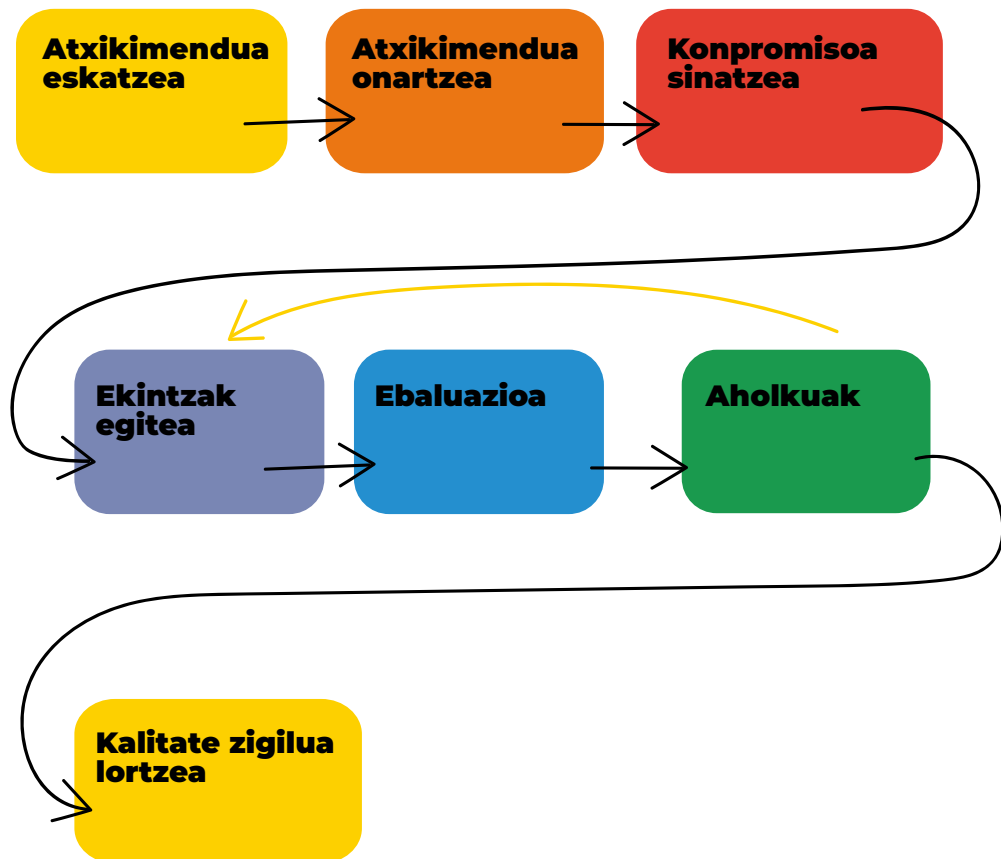 Atxikimendua
eskatzea
Atxikimendua
onartzea
Konpromisoa
sinatzea
Ekintzak
egitea
Ebaluazioa
Aholkuak
Kalitate zigilua
lortzea